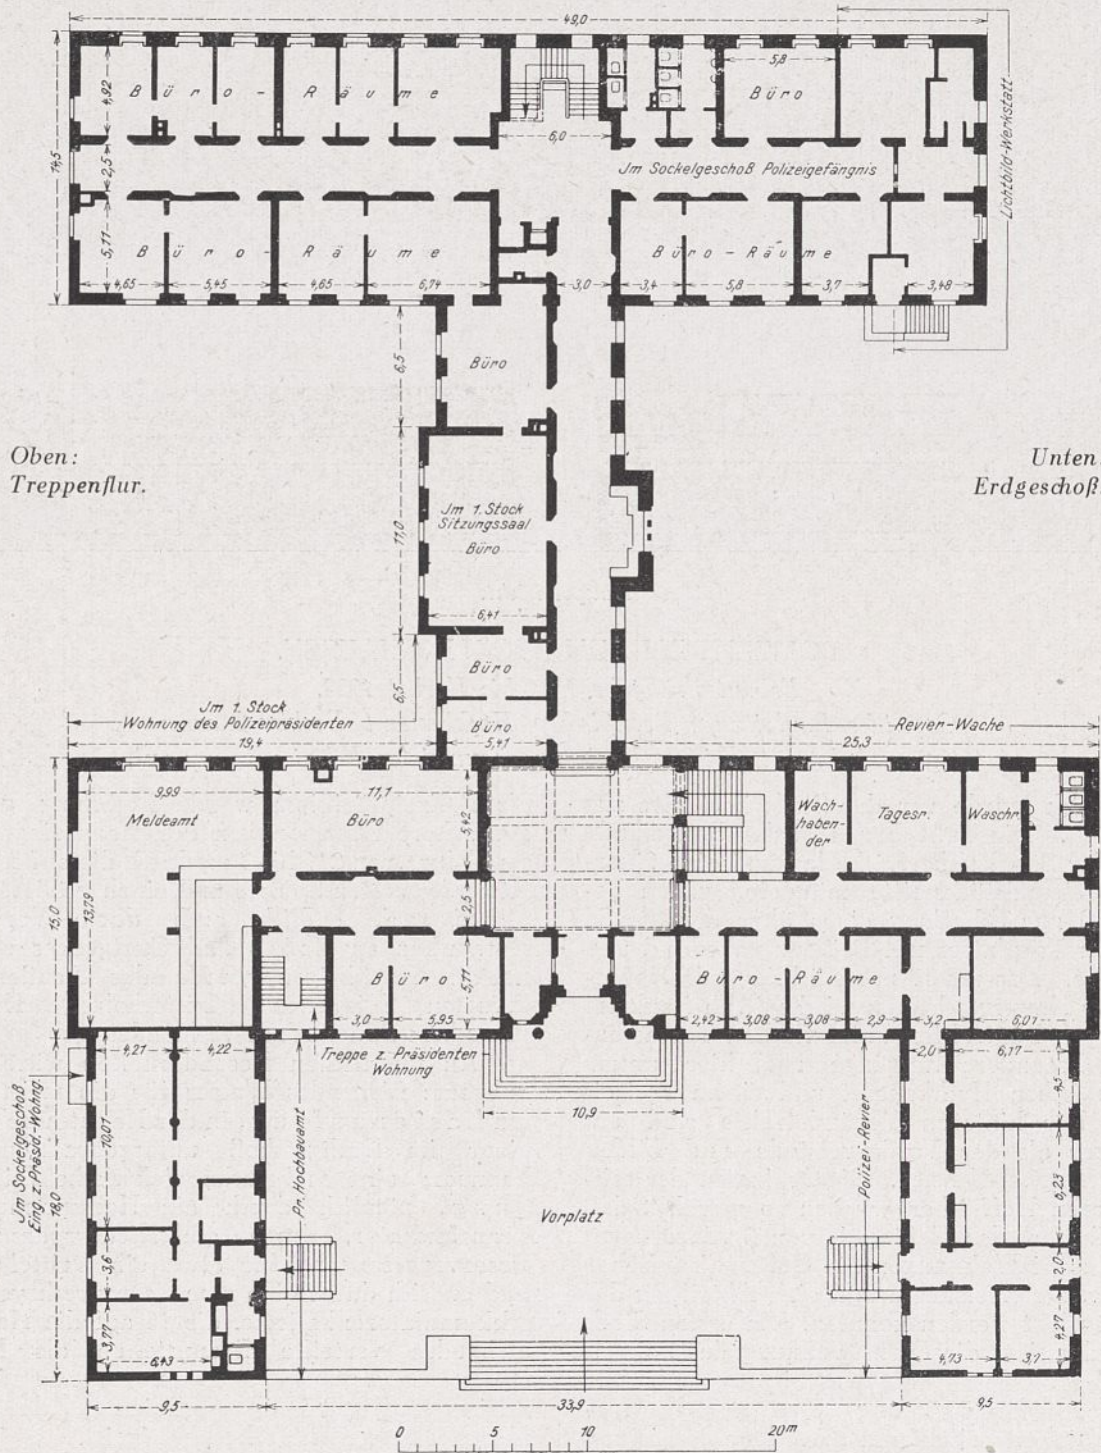 49,0
5,8
4,92
Büro - Räume
Büro
6,0
14,5
2,5
Jm Sockelgeschoß Polizeigefängnis
Lichtbild-Werkstatt
5,11
Büro - Räume
Büro - Räume
4,65
5,45
4,65
6,74
3,0
3,4
5,8
3,7
3,48
6,5
Büro
Oben:
Treppenflur.
Unten:
Erdgeschoß.
Jm 1. Stock
Sitzungssaal
Büro
11,0
6,41
Büro
6,5
Jm 1. Stock
Wohnung des Polizeipräsidenten
Büro
Revier-Wache
19,4
5,41
25,3
9,99
11,1
Meldeamt
Büro
5,42
Wach-
haben-
der
Tagesr.
Waschr.
15,0
13,79
2,5
Büro
5,11
Büro - Räume
3,0
5,95
2,42
3,08
3,08
2,9
3,2
6,01
4,21
4,22
Treppe z. Präsidenten
Wohnung
2,0
6,17
4,5
10,9
Jm Sockelgeschoß
Eing. z. Präsid.-Wohng.
18,0
10,01
Pr. Hochbauamt
Polizei-Revier
6,23
Vorplatz
3,6
2,0
3,77
4,27
6,43
4,73
3,7
9,5
33,9
9,5
0 5 10 20m